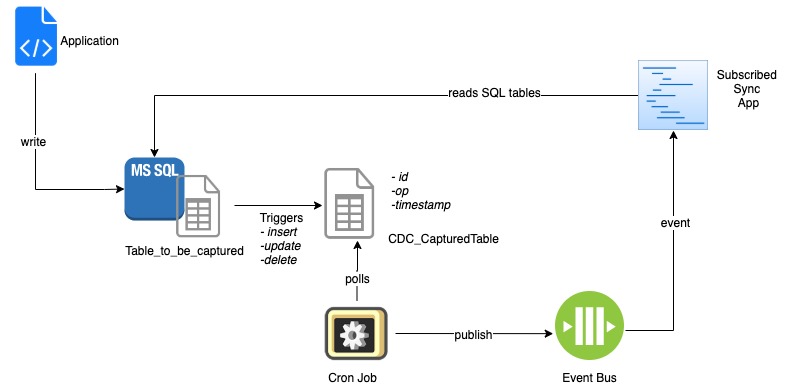 Application
Subscribed
Sync
App
reads SQL tables
write
MS SQL
- id
-op
-timestamp
Triggers
- insert
-update
-delete
Table_to_be_captured
CDC_CapturedTable
event
polls
publish
Cron Job
Event Bus